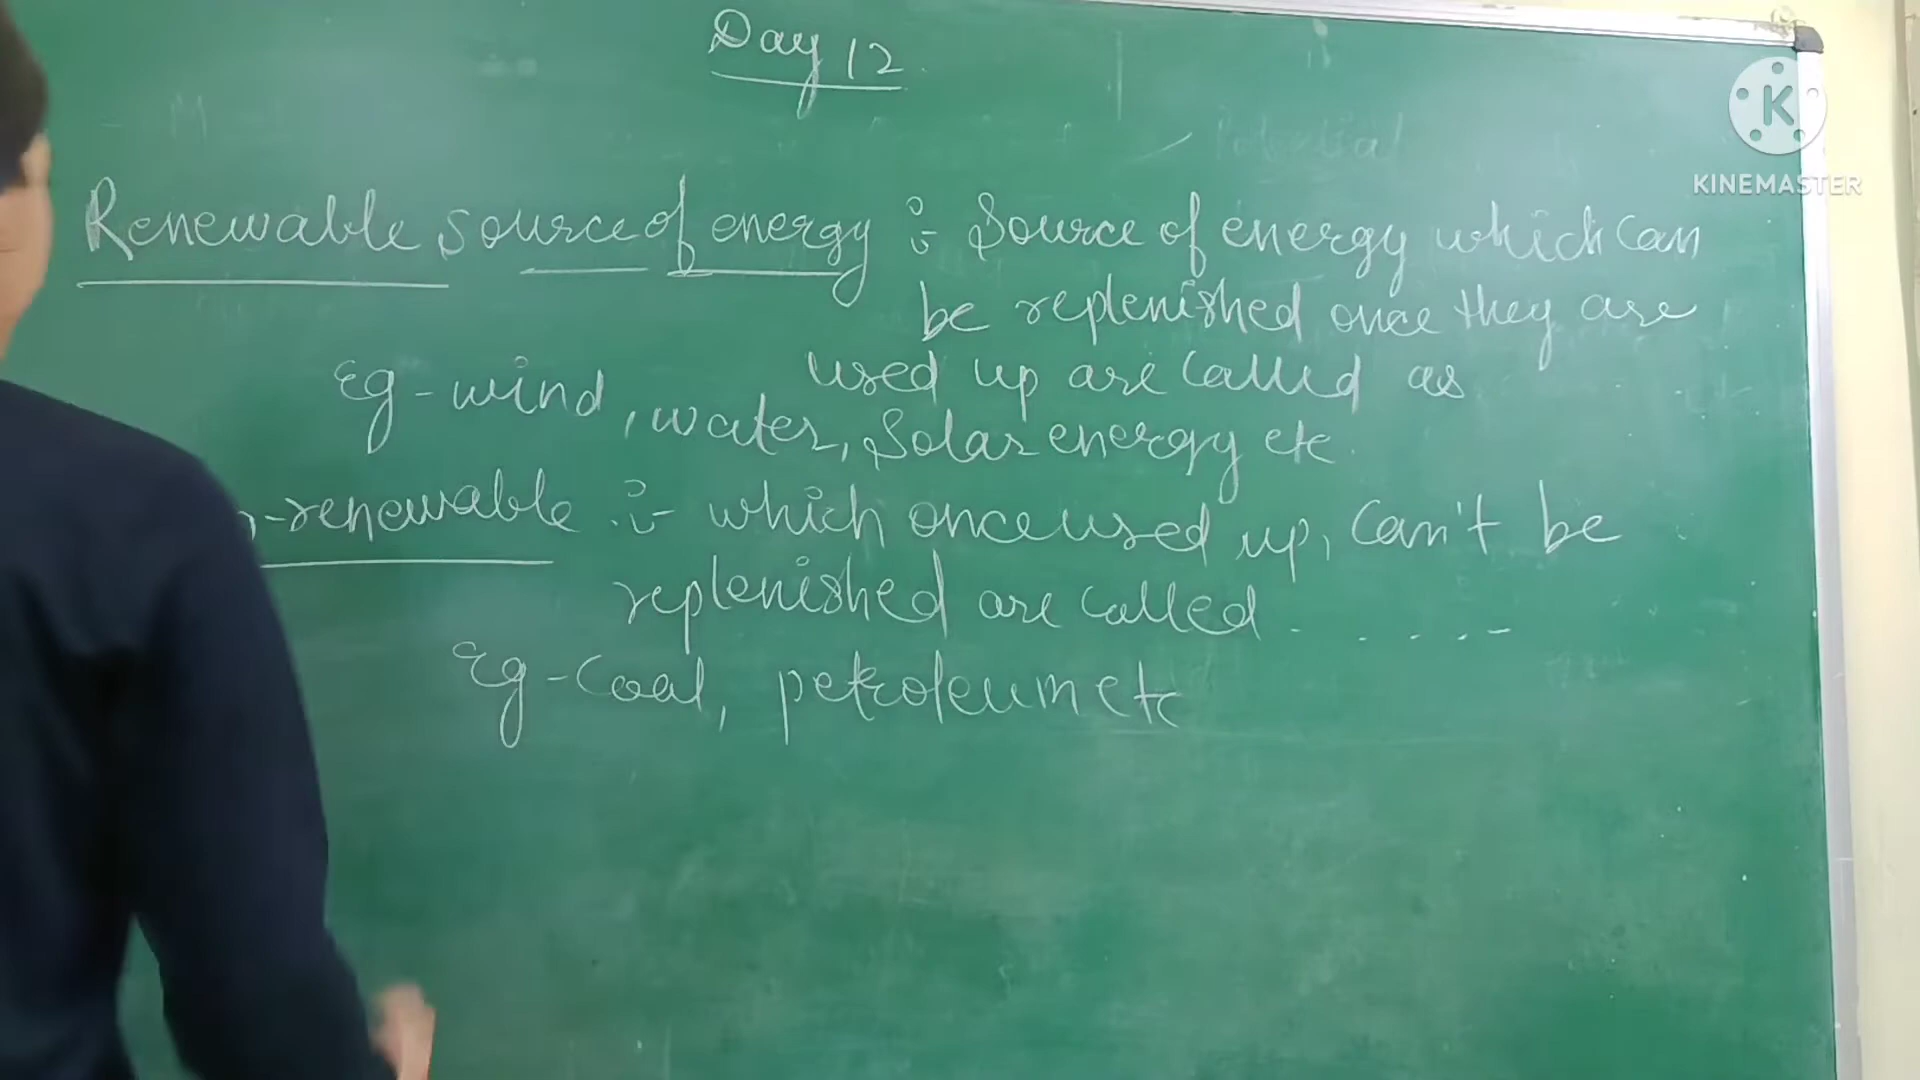 Day 12
K
KINEMASTER
Potential
Renewable source of energy :- Source of energy which can
be replenished once they are
used up are called as
Eg - wind, water, Solar energy etc.
n-renewable :- which once used up, can't be
replenished are called . . . . . .
Eg - Coal, petroleum etc